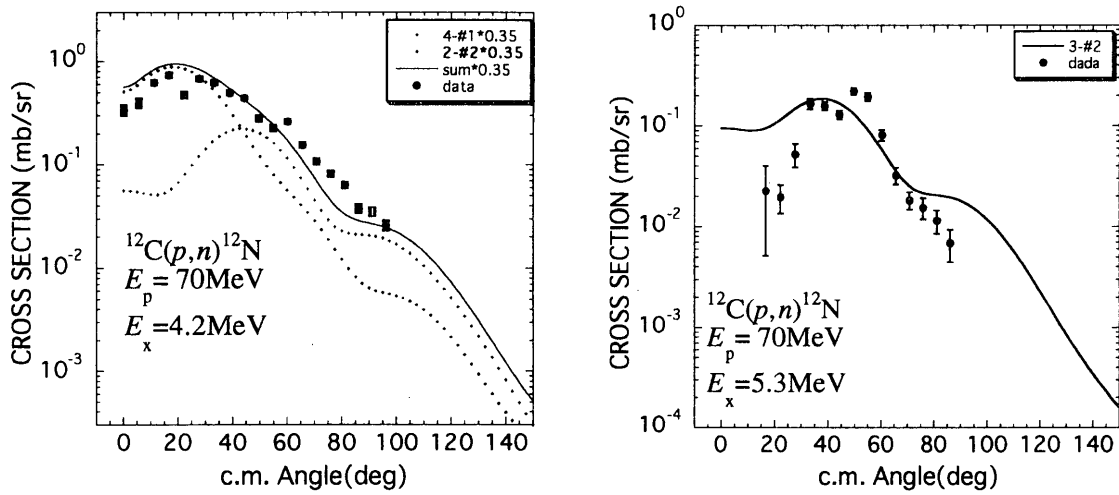 4-#1*0.35
2-#2*0.35
sum*0.35
data
CROSS SECTION (mb/sr)
10^0
10^-1
10^-2
10^-3
^12C(p,n)^12N
E_p=70MeV
E_x=4.2MeV
0 20 40 60 80 100 120 140
c.m. Angle(deg)
3-#2
dada
CROSS SECTION (mb/sr)
10^0
10^-1
10^-2
10^-3
10^-4
^12C(p,n)^12N
E_p=70MeV
E_x=5.3MeV
0 20 40 60 80 100 120 140
c.m. Angle(deg)